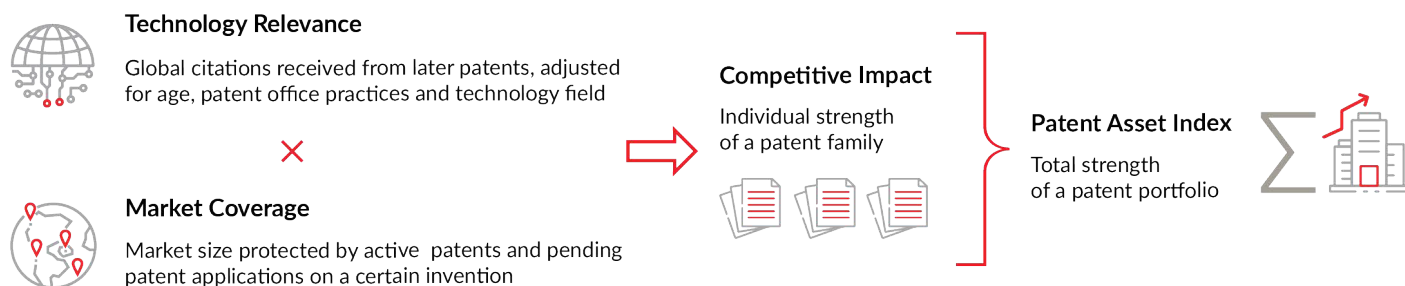 Technology Relevance
Global citations received from later patents, adjusted
for age, patent office practices and technology field
×
Market Coverage
Market size protected by active patents and pending
patent applications on a certain invention
Competitive Impact
Individual strength
of a patent family
Patent Asset Index
Total strength
of a patent portfolio
Σ